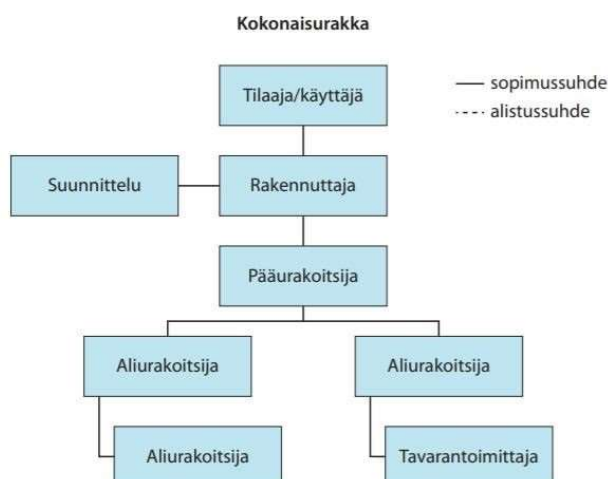 Kokonaisurakka
Tilaaja/käyttäjä
sopimussuhde
alistussuhde
Suunnittelu
Rakennuttaja
Pääurakoitsija
Aliurakoitsija
Aliurakoitsija
Aliurakoitsija
Tavarantoimittaja